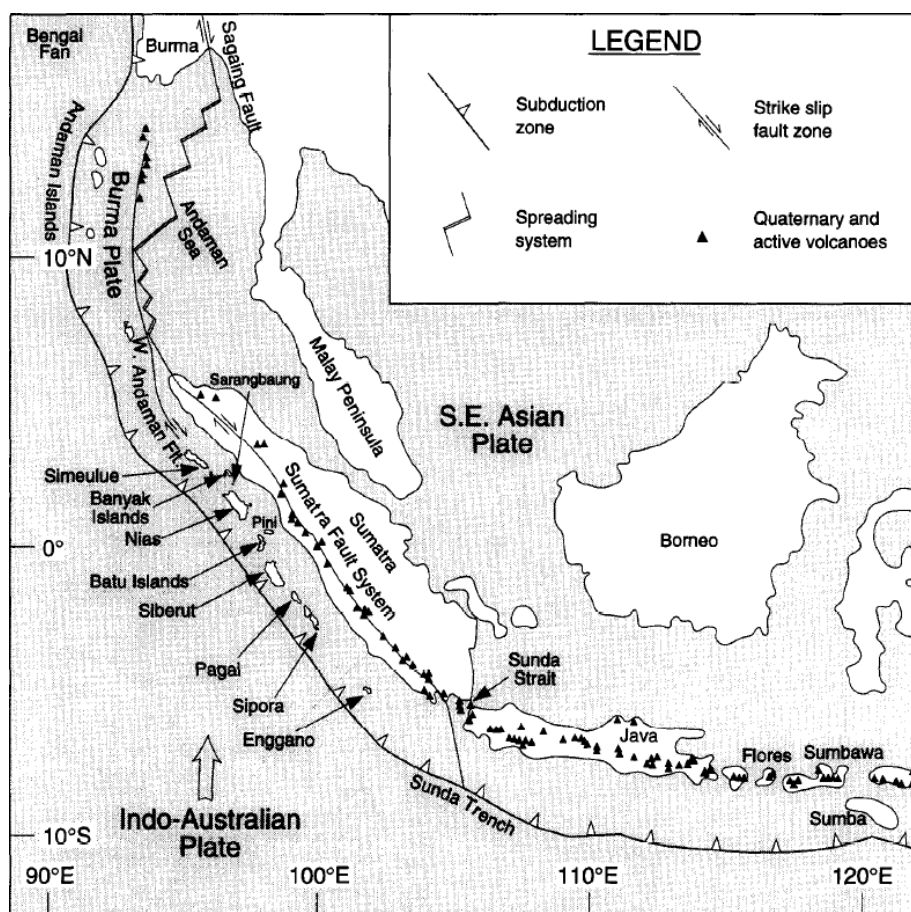 Bengal
Fan
Burma
Sagaing Fault
LEGEND
Subduction
zone
Strike slip
fault zone
Spreading
system
Quaternary and
active volcanoes
Andaman Islands
Burma Plate
Andaman
Sea
10°N
W. Andaman Flt.
Sarangbaung
Malay Peninsula
S.E. Asian
Plate
Simeulue
Banyak
Islands
Nias
Pini
Sumatra Fault System
Sumatra
Borneo
0°
Batu Islands
Siberut
Pagai
Sipora
Enggano
Sunda
Strait
Java
Flores
Sumbawa
Sumba
Sunda Trench
Indo-Australian
Plate
10°S
90°E
100°E
110°E
120°E